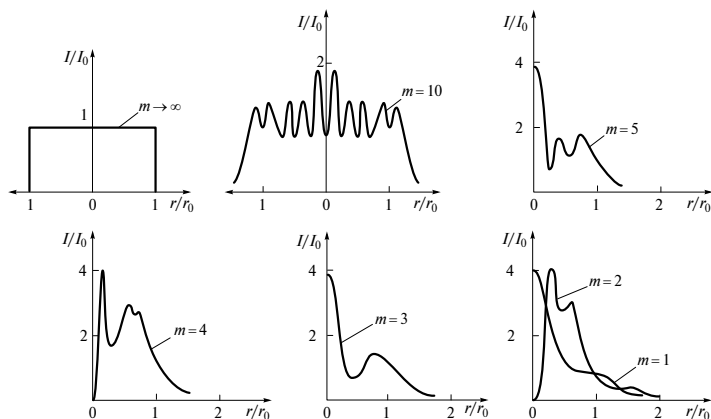 I/I₀
1
m → ∞
1
0
1
r/r₀
I/I₀
2
m = 10
1
0
1
r/r₀
I/I₀
4
2
m = 5
0
1
2
r/r₀
I/I₀
4
2
m = 4
0
1
2
r/r₀
I/I₀
4
2
m = 3
0
1
2
r/r₀
I/I₀
4
2
m = 2
m = 1
0
1
2
r/r₀